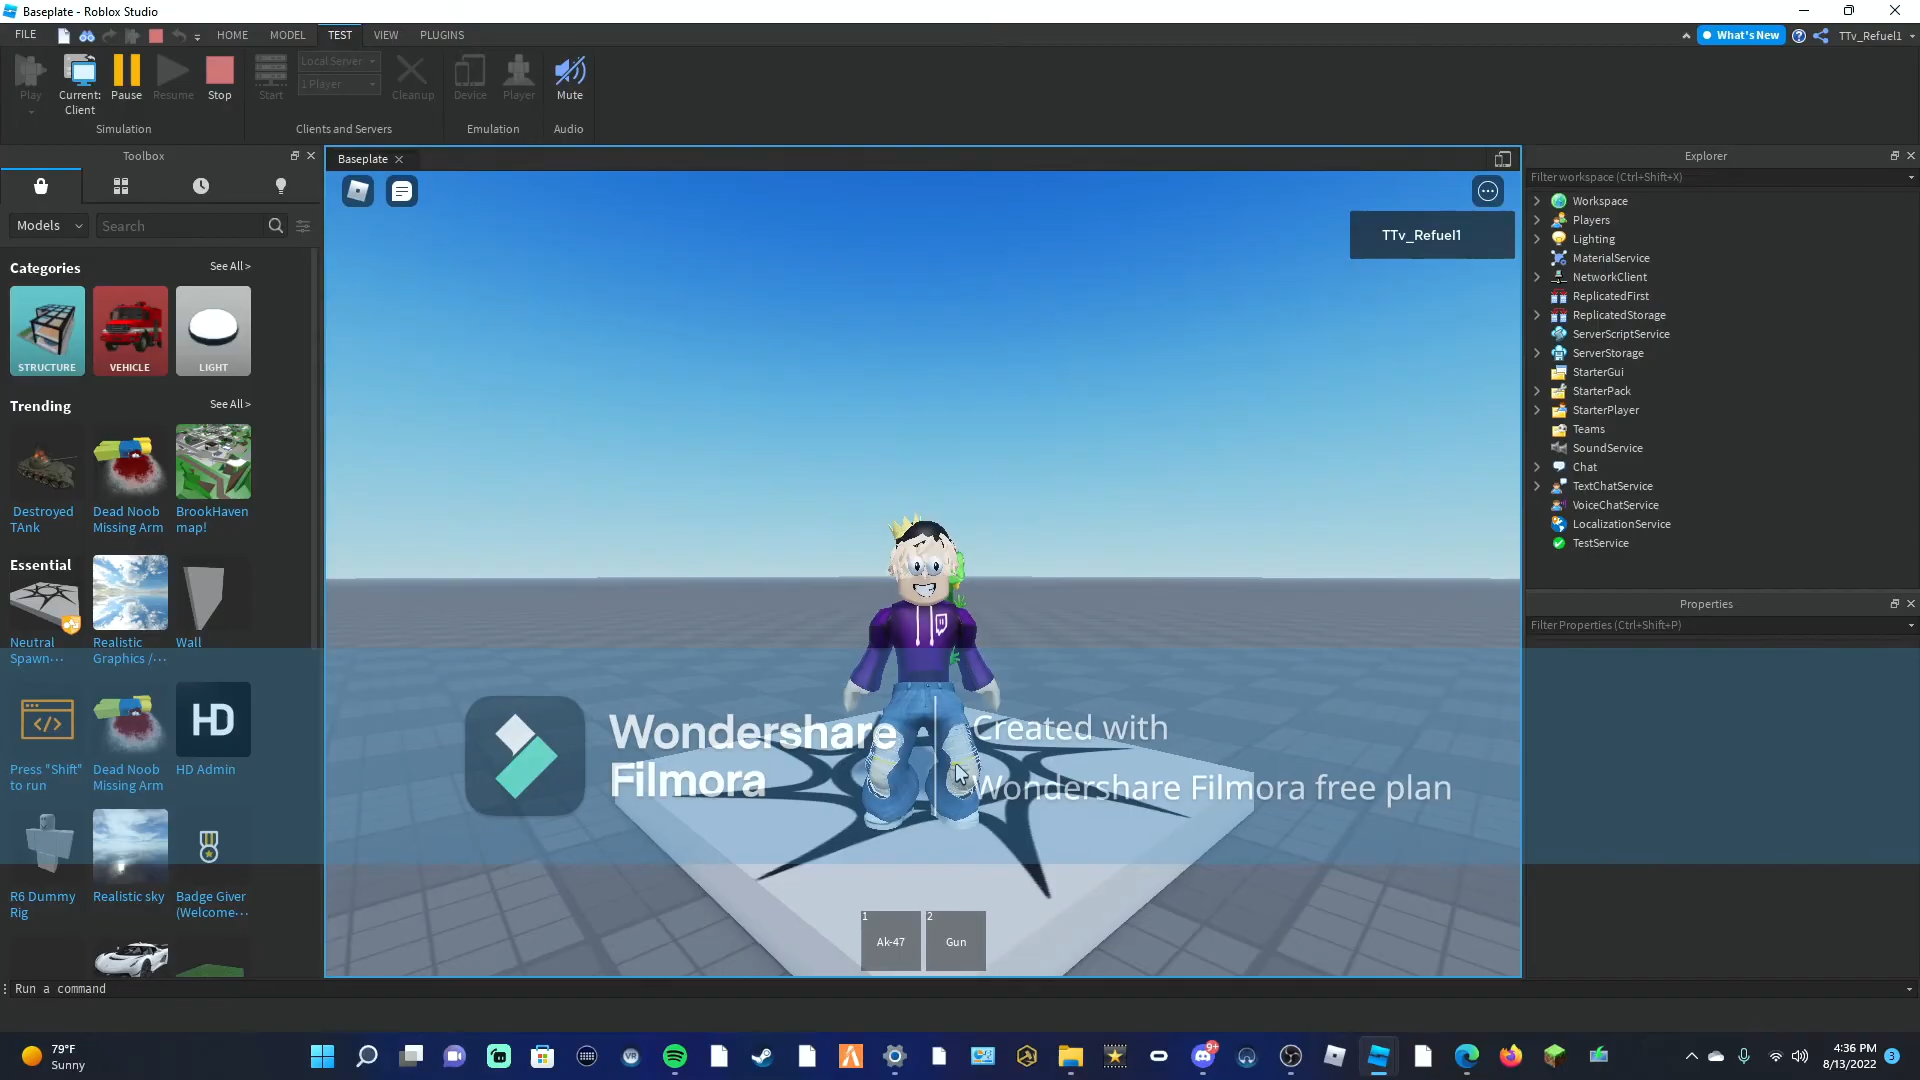 Baseplate - Roblox Studio
FILE
HOME
MODEL
TEST
VIEW
PLUGINS
What's New
TTv_Refuel1
Play
Current:
Client
Pause
Resume
Stop
Start
Local Server
1 Player
Cleanup
Device
Player
Mute
Simulation
Clients and Servers
Emulation
Audio
Toolbox
Models
Search
Categories
See All >
STRUCTURE
VEHICLE
LIGHT
Trending
See All >
Destroyed
TAnk
Dead Noob
Missing Arm
BrookHaven
map!
Essential
Neutral
Spawn...
Realistic
Graphics /...
Wall
Press "Shift"
to run
Dead Noob
Missing Arm
HD
HD Admin
R6 Dummy
Rig
Realistic sky
Badge Giver
(Welcome...
Baseplate
TTv_Refuel1
Wondershare
Filmora
Created with
Wondershare Filmora free plan
1
Ak-47
2
Gun
Explorer
Filter workspace (Ctrl+Shift+X)
Workspace
Players
Lighting
MaterialService
NetworkClient
ReplicatedFirst
ReplicatedStorage
ServerScriptService
ServerStorage
StarterGui
StarterPack
StarterPlayer
Teams
SoundService
Chat
TextChatService
VoiceChatService
LocalizationService
TestService
Properties
Filter Properties (Ctrl+Shift+P)
Run a command
79°F
Sunny
VR
9+
4:36 PM
8/13/2022
3